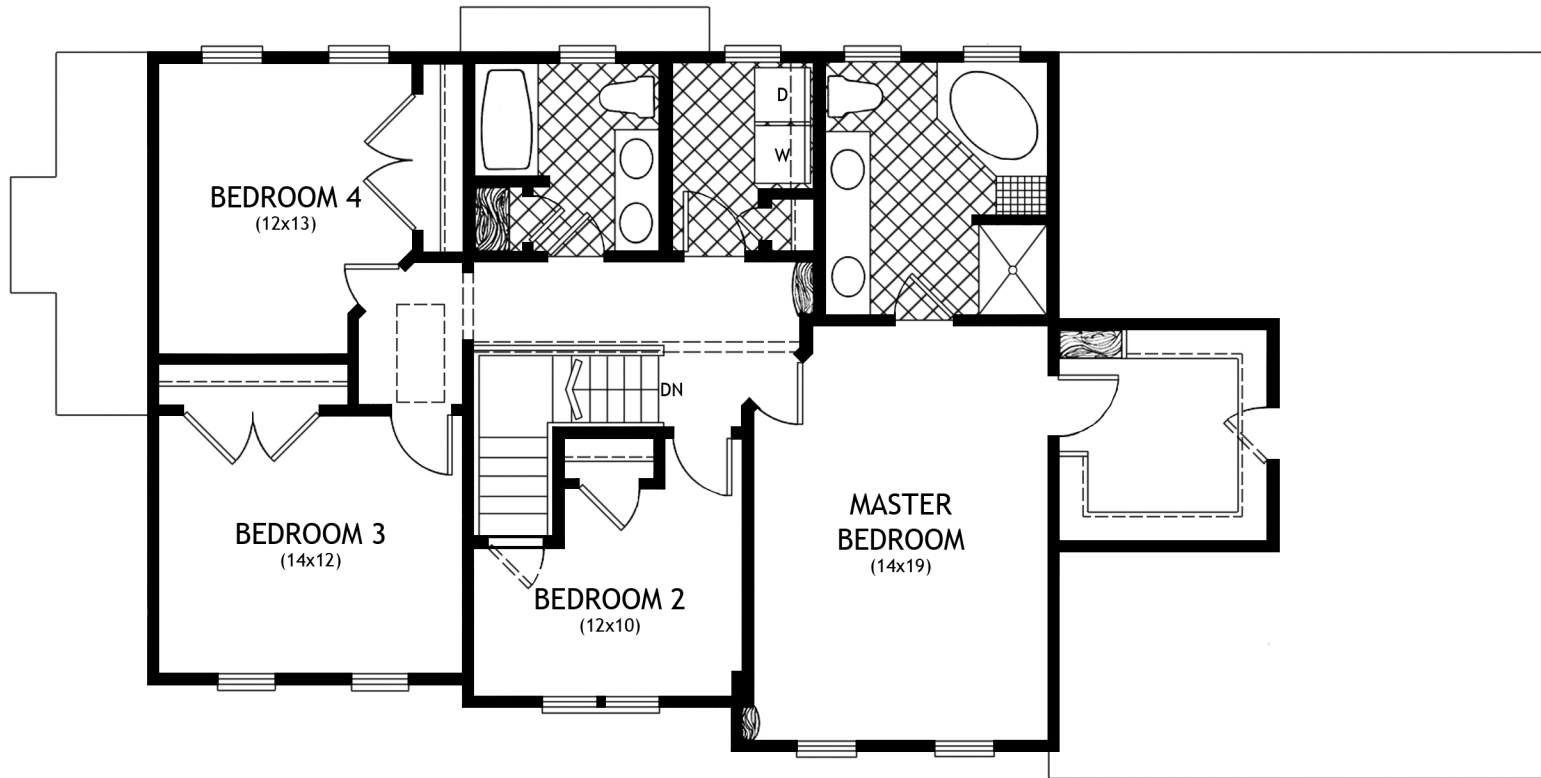 D
W
BEDROOM 4
(12x13)
DN
MASTER
BEDROOM
(14x19)
BEDROOM 3
(14x12)
BEDROOM 2
(12x10)